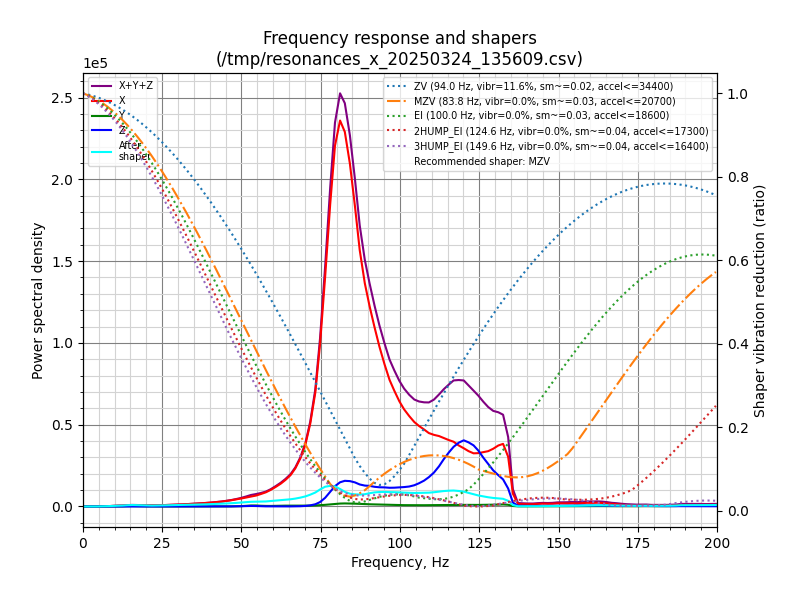 Frequency response and shapers
(/tmp/resonances_x_20250324_135609.csv)
1e5
X+Y+Z
X
Y
Z
After
shaper
ZV (94.0 Hz, vibr=11.6%, sm~=0.02, accel<=34400)
MZV (83.8 Hz, vibr=0.0%, sm~=0.03, accel<=20700)
EI (100.0 Hz, vibr=0.0%, sm~=0.03, accel<=18600)
2HUMP_EI (124.6 Hz, vibr=0.0%, sm~=0.04, accel<=17300)
3HUMP_EI (149.6 Hz, vibr=0.0%, sm~=0.04, accel<=16400)
Recommended shaper: MZV
2.5
2.0
1.5
1.0
0.5
0.0
Power spectral density
1.0
0.8
0.6
0.4
0.2
0.0
Shaper vibration reduction (ratio)
0 25 50 75 100 125 150 175 200
Frequency, Hz